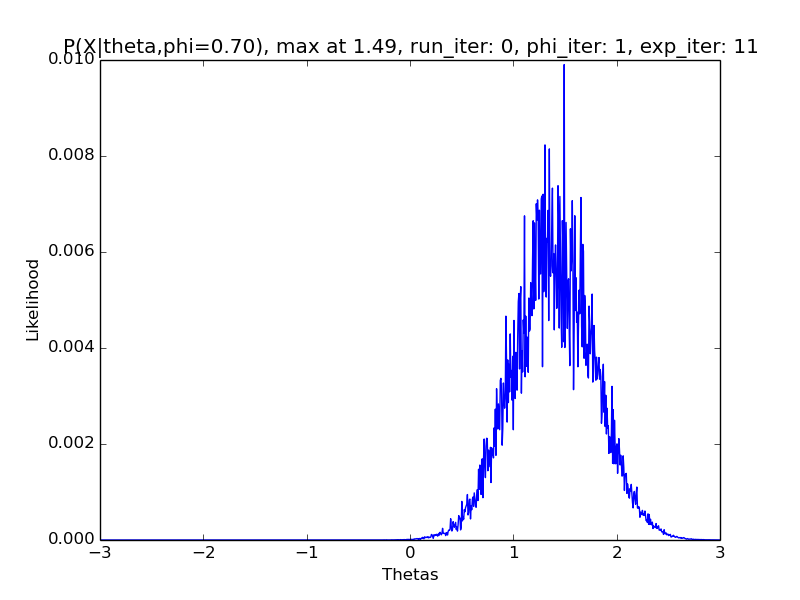 P(X|theta,phi=0.70), max at 1.49, run_iter: 0, phi_iter: 1, exp_iter: 11
0.010
0.008
0.006
0.004
0.002
0.000
Likelihood
−3 −2 −1 0 1 2 3
Thetas